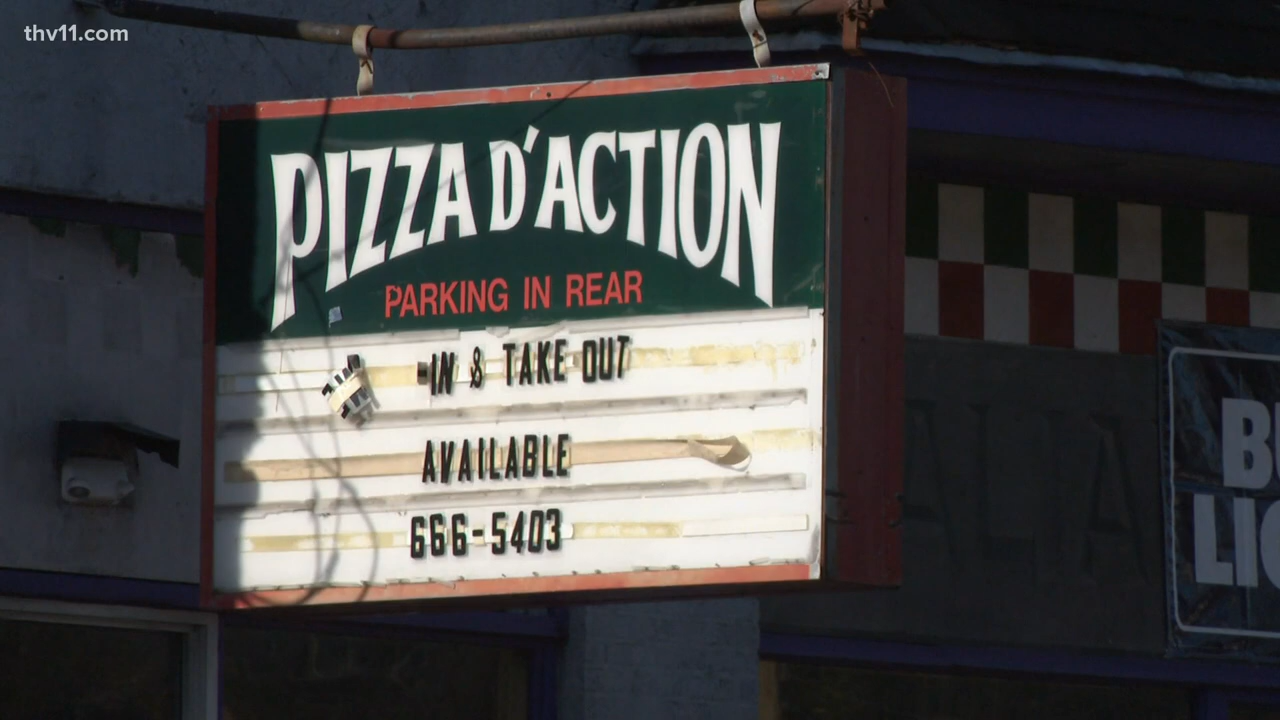 thv11.com
PIZZA D'ACTION
PARKING IN REAR
-IN & TAKE OUT
AVAILABLE
666-5403